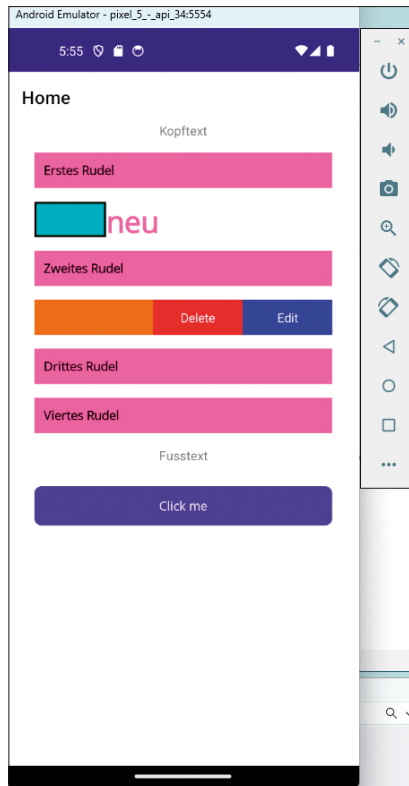 Android Emulator - pixel_5_-_api_34:5554
5:55
Home
Kopftext
Erstes Rudel
neu
Zweites Rudel
Delete Edit
Drittes Rudel
Viertes Rudel
Fusstext
Click me